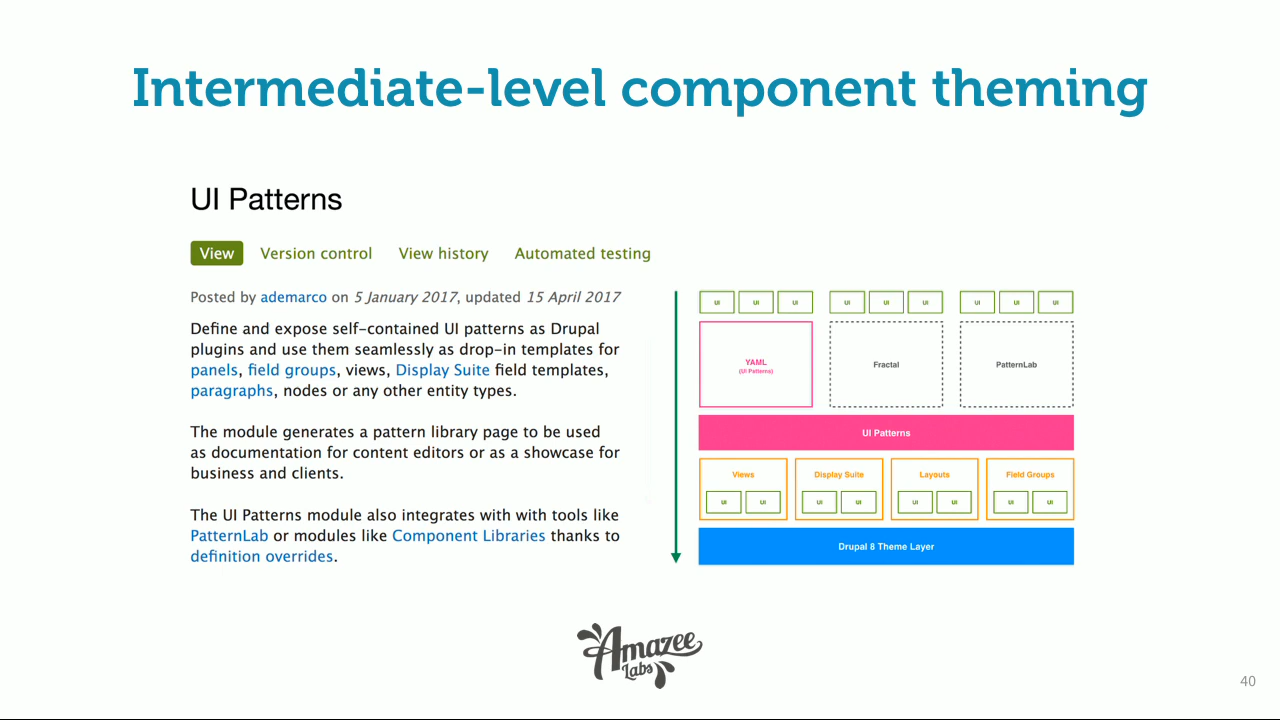 Intermediate-level component theming
UI Patterns
View Version control View history Automated testing
Posted by ademarco on 5 January 2017, updated 15 April 2017
Define and expose self-contained UI patterns as Drupal
plugins and use them seamlessly as drop-in templates for
panels, field groups, views, Display Suite field templates,
paragraphs, nodes or any other entity types.
The module generates a pattern library page to be used
as documentation for content editors or as a showcase for
business and clients.
The UI Patterns module also integrates with with tools like
PatternLab or modules like Component Libraries thanks to
definition overrides.
UI UI UI UI UI UI UI UI UI
YAML
(UI Patterns)
Fractal
PatternLab
UI Patterns
Views Display Suite Layouts Field Groups
UI UI UI UI UI UI UI UI
Drupal 8 Theme Layer
Amazee
Labs
40